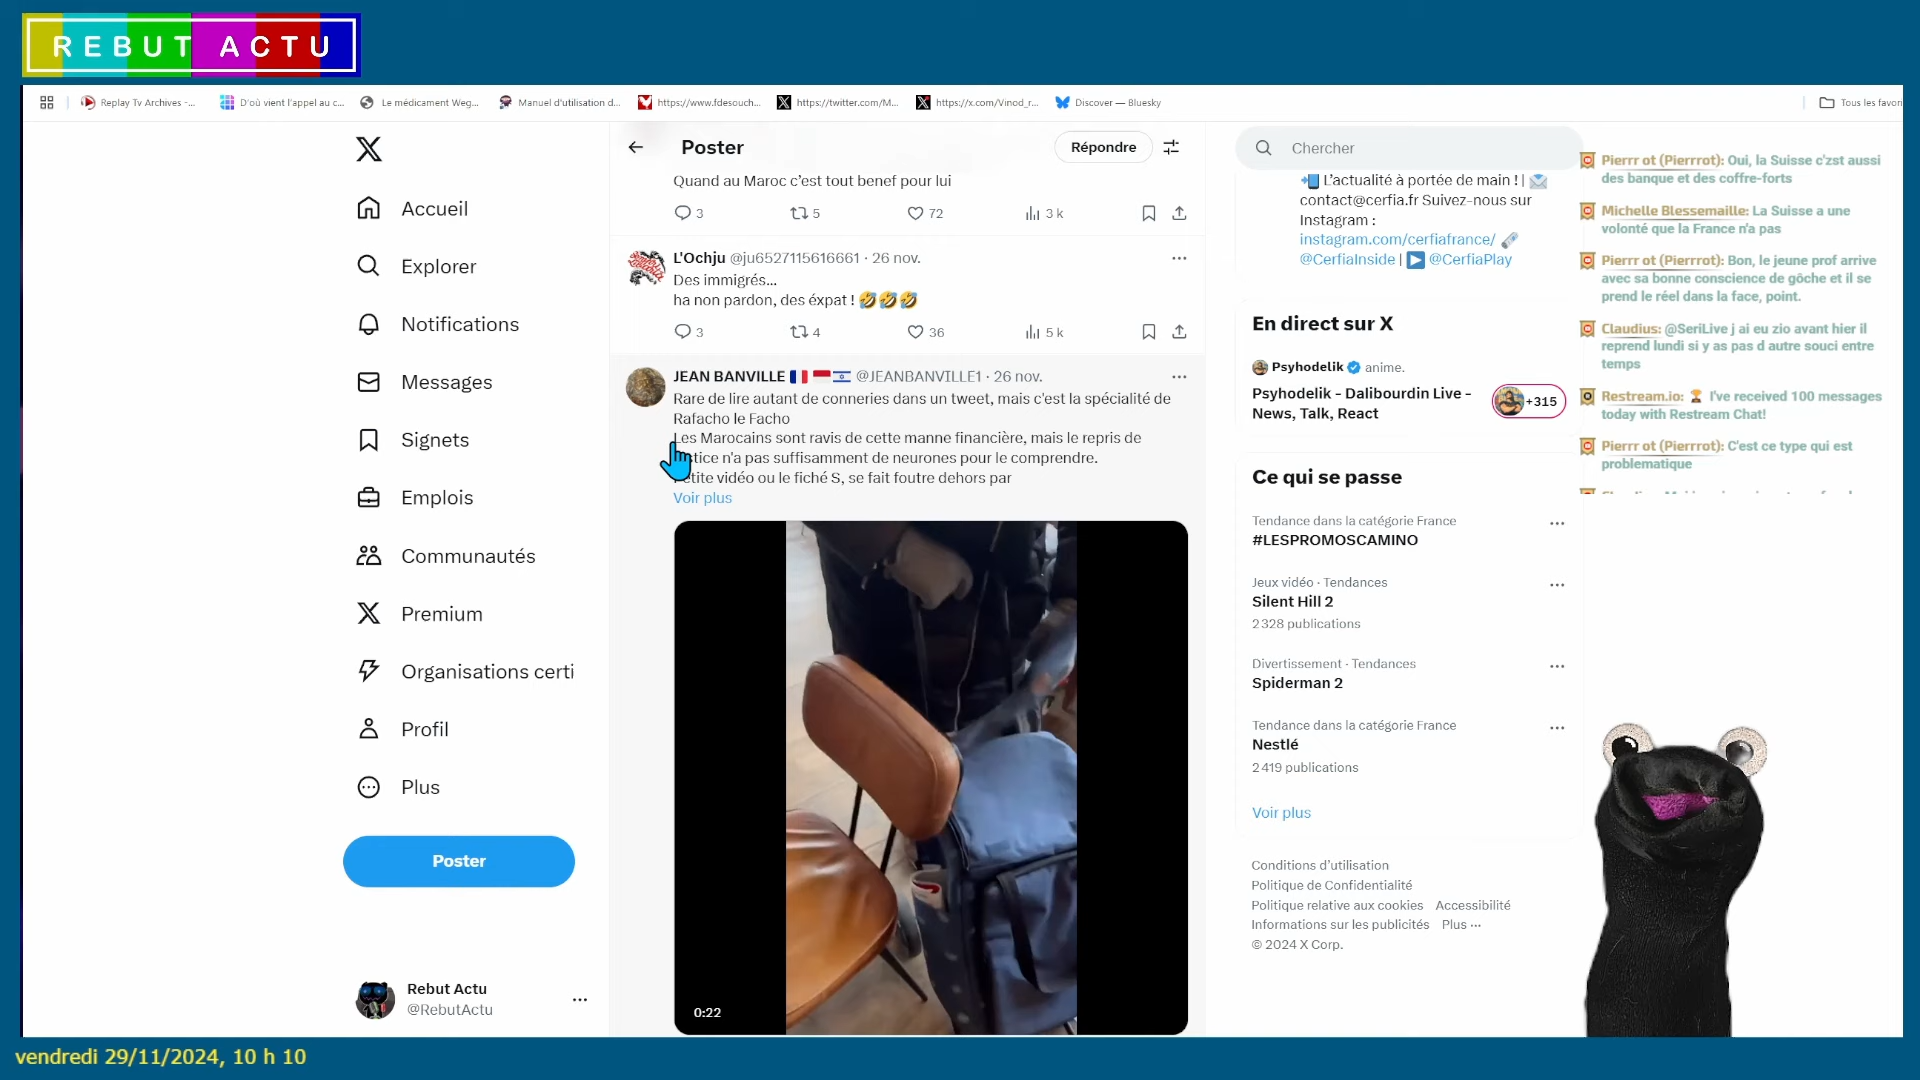 REBUT ACTU
Replay Tv Archives -...
D'où vient l'appel au c...
Le médicament Weg...
Manuel d'utilisation d...
https://www.fdesouch...
https://twitter.com/M...
https://x.com/Vinod_r...
Discover — Bluesky
Tous les favori
Accueil
Explorer
Notifications
Messages
Signets
Emplois
Communautés
Premium
Organisations certi
Profil
Plus
Poster
Rebut Actu
@RebutActu
Poster
Répondre
Quand au Maroc c’est tout benef pour lui
3 5 72 3 k
L'Ochju @ju6527115616661 · 26 nov.
Des immigrés...
ha non pardon, des éxpat ! 🤣🤣🤣
3 4 36 5 k
JEAN BANVILLE 🇫🇷 🇮🇩 🇮🇱 @JEANBANVILLE1 · 26 nov.
Rare de lire autant de conneries dans un tweet, mais c'est la spécialité de
Rafacho le Facho
Les Marocains sont ravis de cette manne financière, mais le repris de
stice n'a pas suffisamment de neurones pour le comprendre.
tite vidéo ou le fiché S, se fait foutre dehors par
Voir plus
0:22
Chercher
📲 L’actualité à portée de main ! | 📩
contact@cerfia.fr Suivez-nous sur
Instagram :
instagram.com/cerfiafrance/ 🗞️
@CerfiaInside | ▶️ @CerfiaPlay
En direct sur X
Psyhodelik anime.
Psyhodelik - Dalibourdin Live -
News, Talk, React
+315
Ce qui se passe
Tendance dans la catégorie France
#LESPROMOSCAMINO
Jeux vidéo · Tendances
Silent Hill 2
2 328 publications
Divertissement · Tendances
Spiderman 2
Tendance dans la catégorie France
Nestlé
2 419 publications
Voir plus
Conditions d’utilisation
Politique de Confidentialité
Politique relative aux cookies Accessibilité
Informations sur les publicités Plus ...
© 2024 X Corp.
Pierrr ot (Pierrrot): Oui, la Suisse c'zst aussi
des banque et des coffre-forts
Michelle Blessemaille: La Suisse a une
volonté que la France n'a pas
Pierrr ot (Pierrrot): Bon, le jeune prof arrive
avec sa bonne conscience de gôche et il se
prend le réel dans la face, point.
Claudius: @SeriLive j ai eu zio avant hier il
reprend lundi si y as pas d autre souci entre
temps
Restream.io: 🏆 I've received 100 messages
today with Restream Chat!
Pierrr ot (Pierrrot): C'est ce type qui est
problematique
vendredi 29/11/2024, 10 h 10